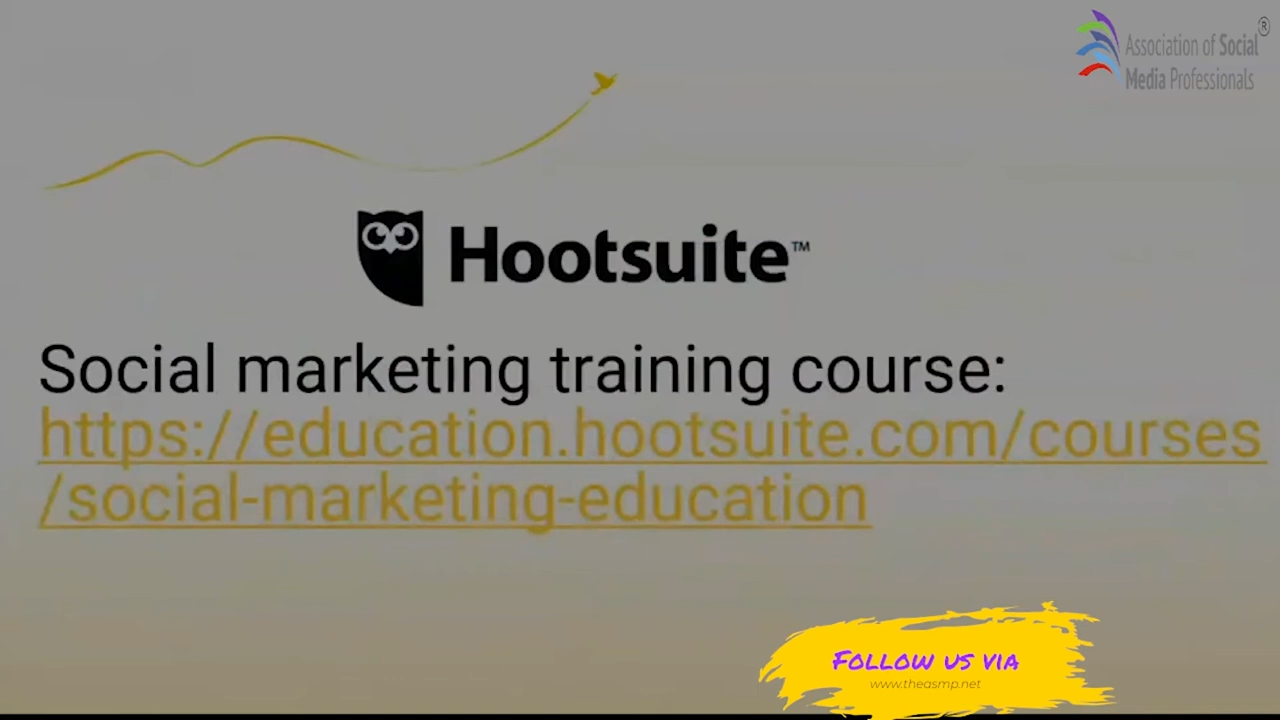 Association of Social ®
Media Professionals
Hootsuite™
Social marketing training course:
https://education.hootsuite.com/courses
/social-marketing-education
Follow us via
www.theasmp.net